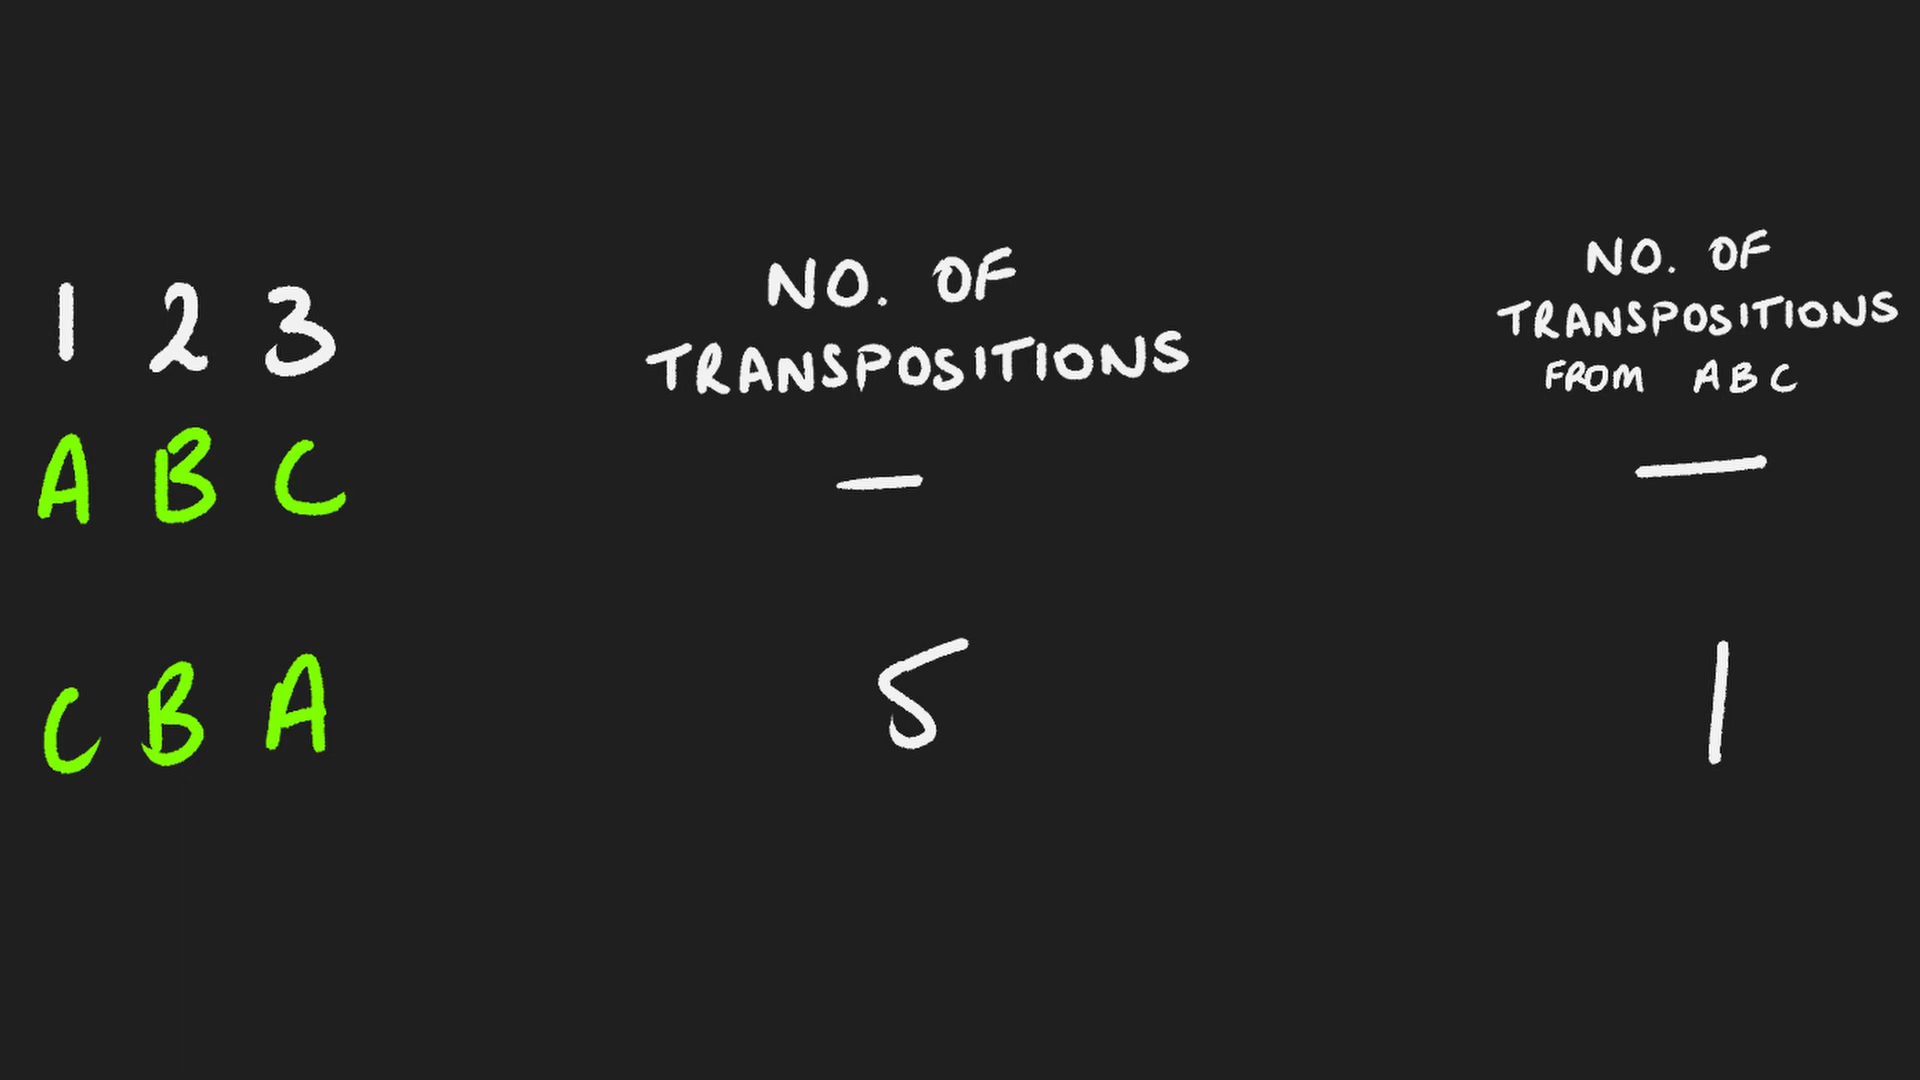 1 2 3
NO. OF
TRANSPOSITIONS
NO. OF
TRANSPOSITIONS
FROM ABC
A B C
—
—
C B A
5
1